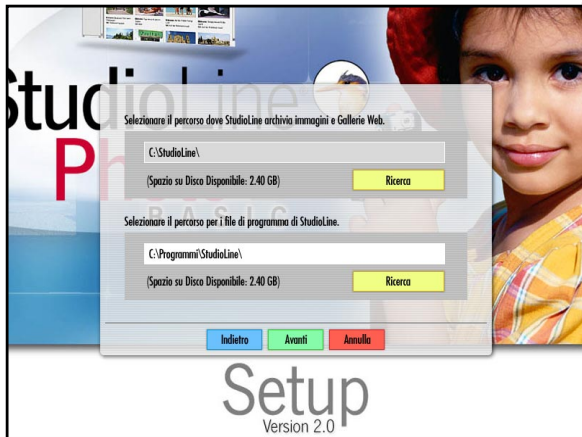 StudioLine
Photo
BASIC
Selezionare il percorso dove StudioLine archivia immagini e Gallerie Web.
C:\StudioLine\
(Spazio su Disco Disponibile: 2.40 GB)
Ricerca
Selezionare il percorso per i file di programma di StudioLine.
C:\Programmi\StudioLine\
(Spazio su Disco Disponibile: 2.40 GB)
Ricerca
Indietro
Avanti
Annulla
Setup
Version 2.0